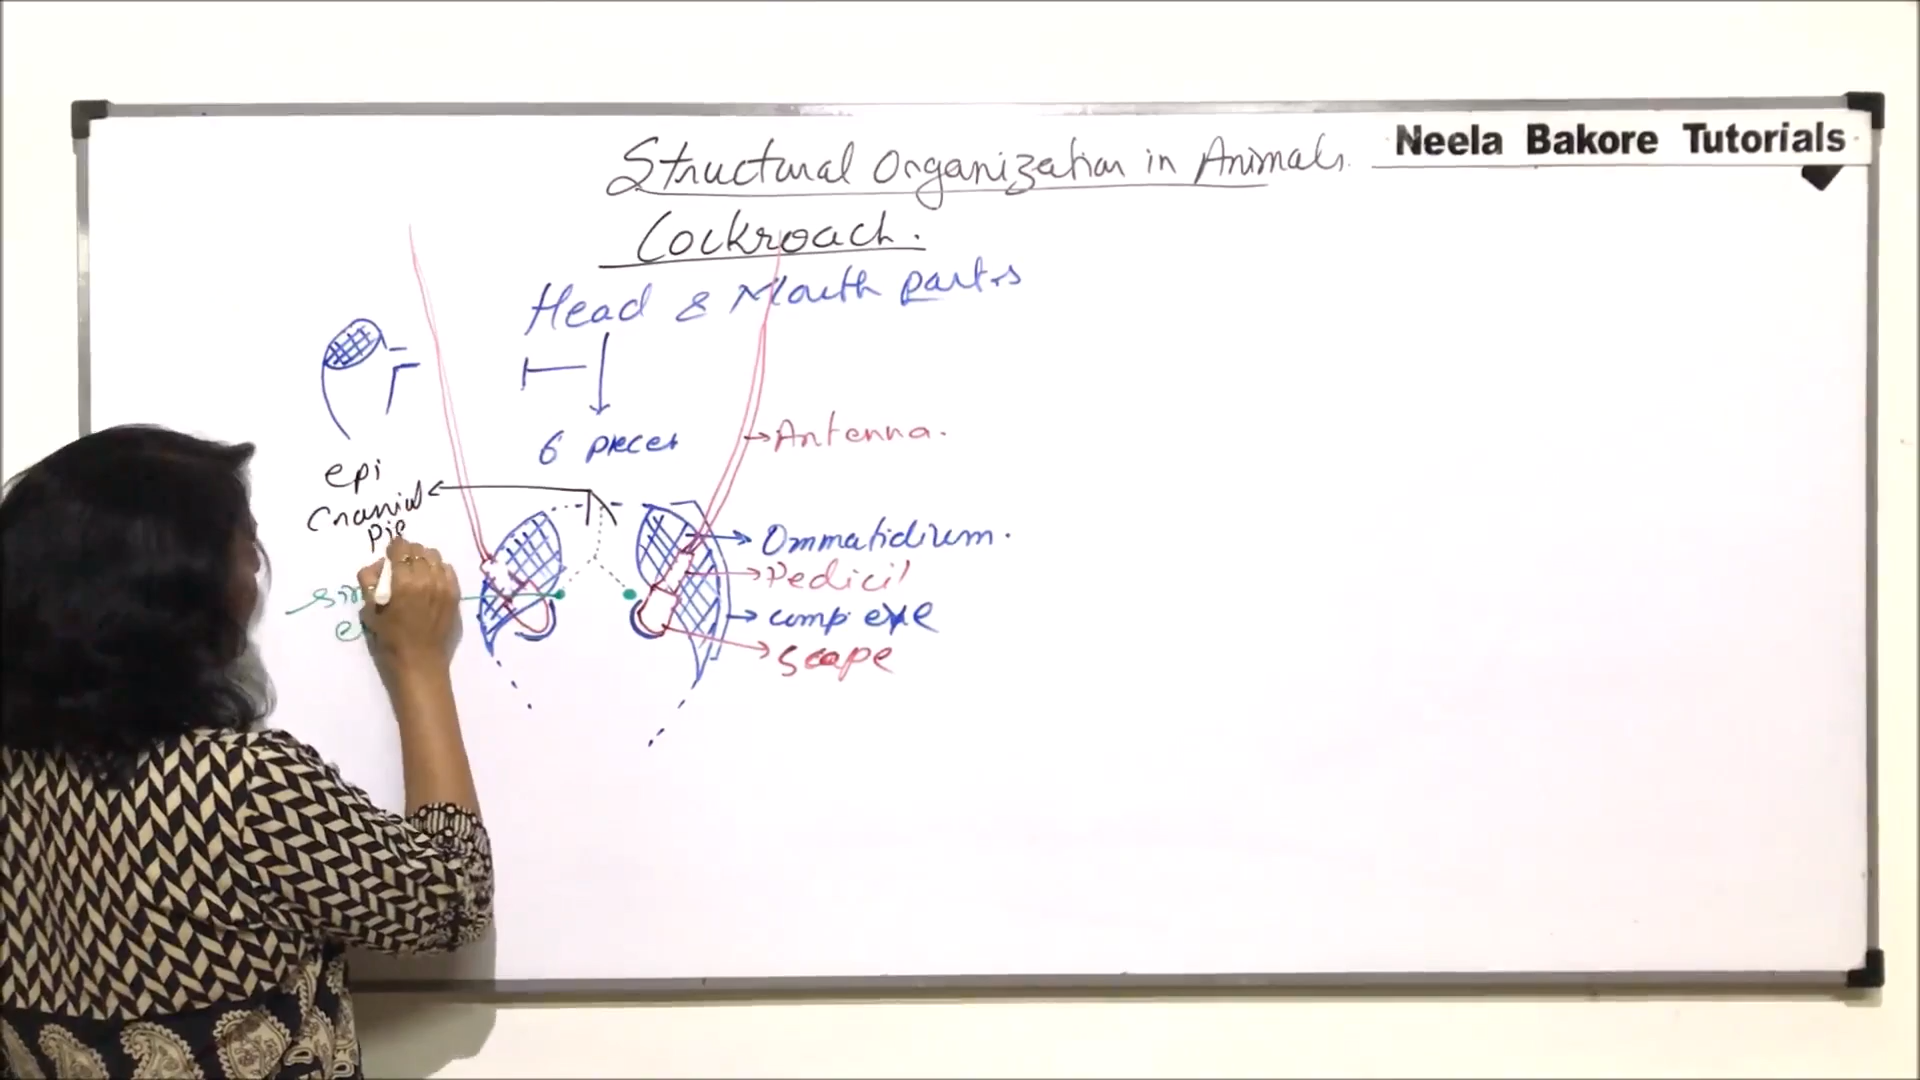 Neela Bakore Tutorials
Structural Organization in Animals.
Cockroach.
Head & Mouth parts
6 pieces
Antenna.
epi
Cranial
pie
Ommatidium.
Pedicil
comp. eye
Scape